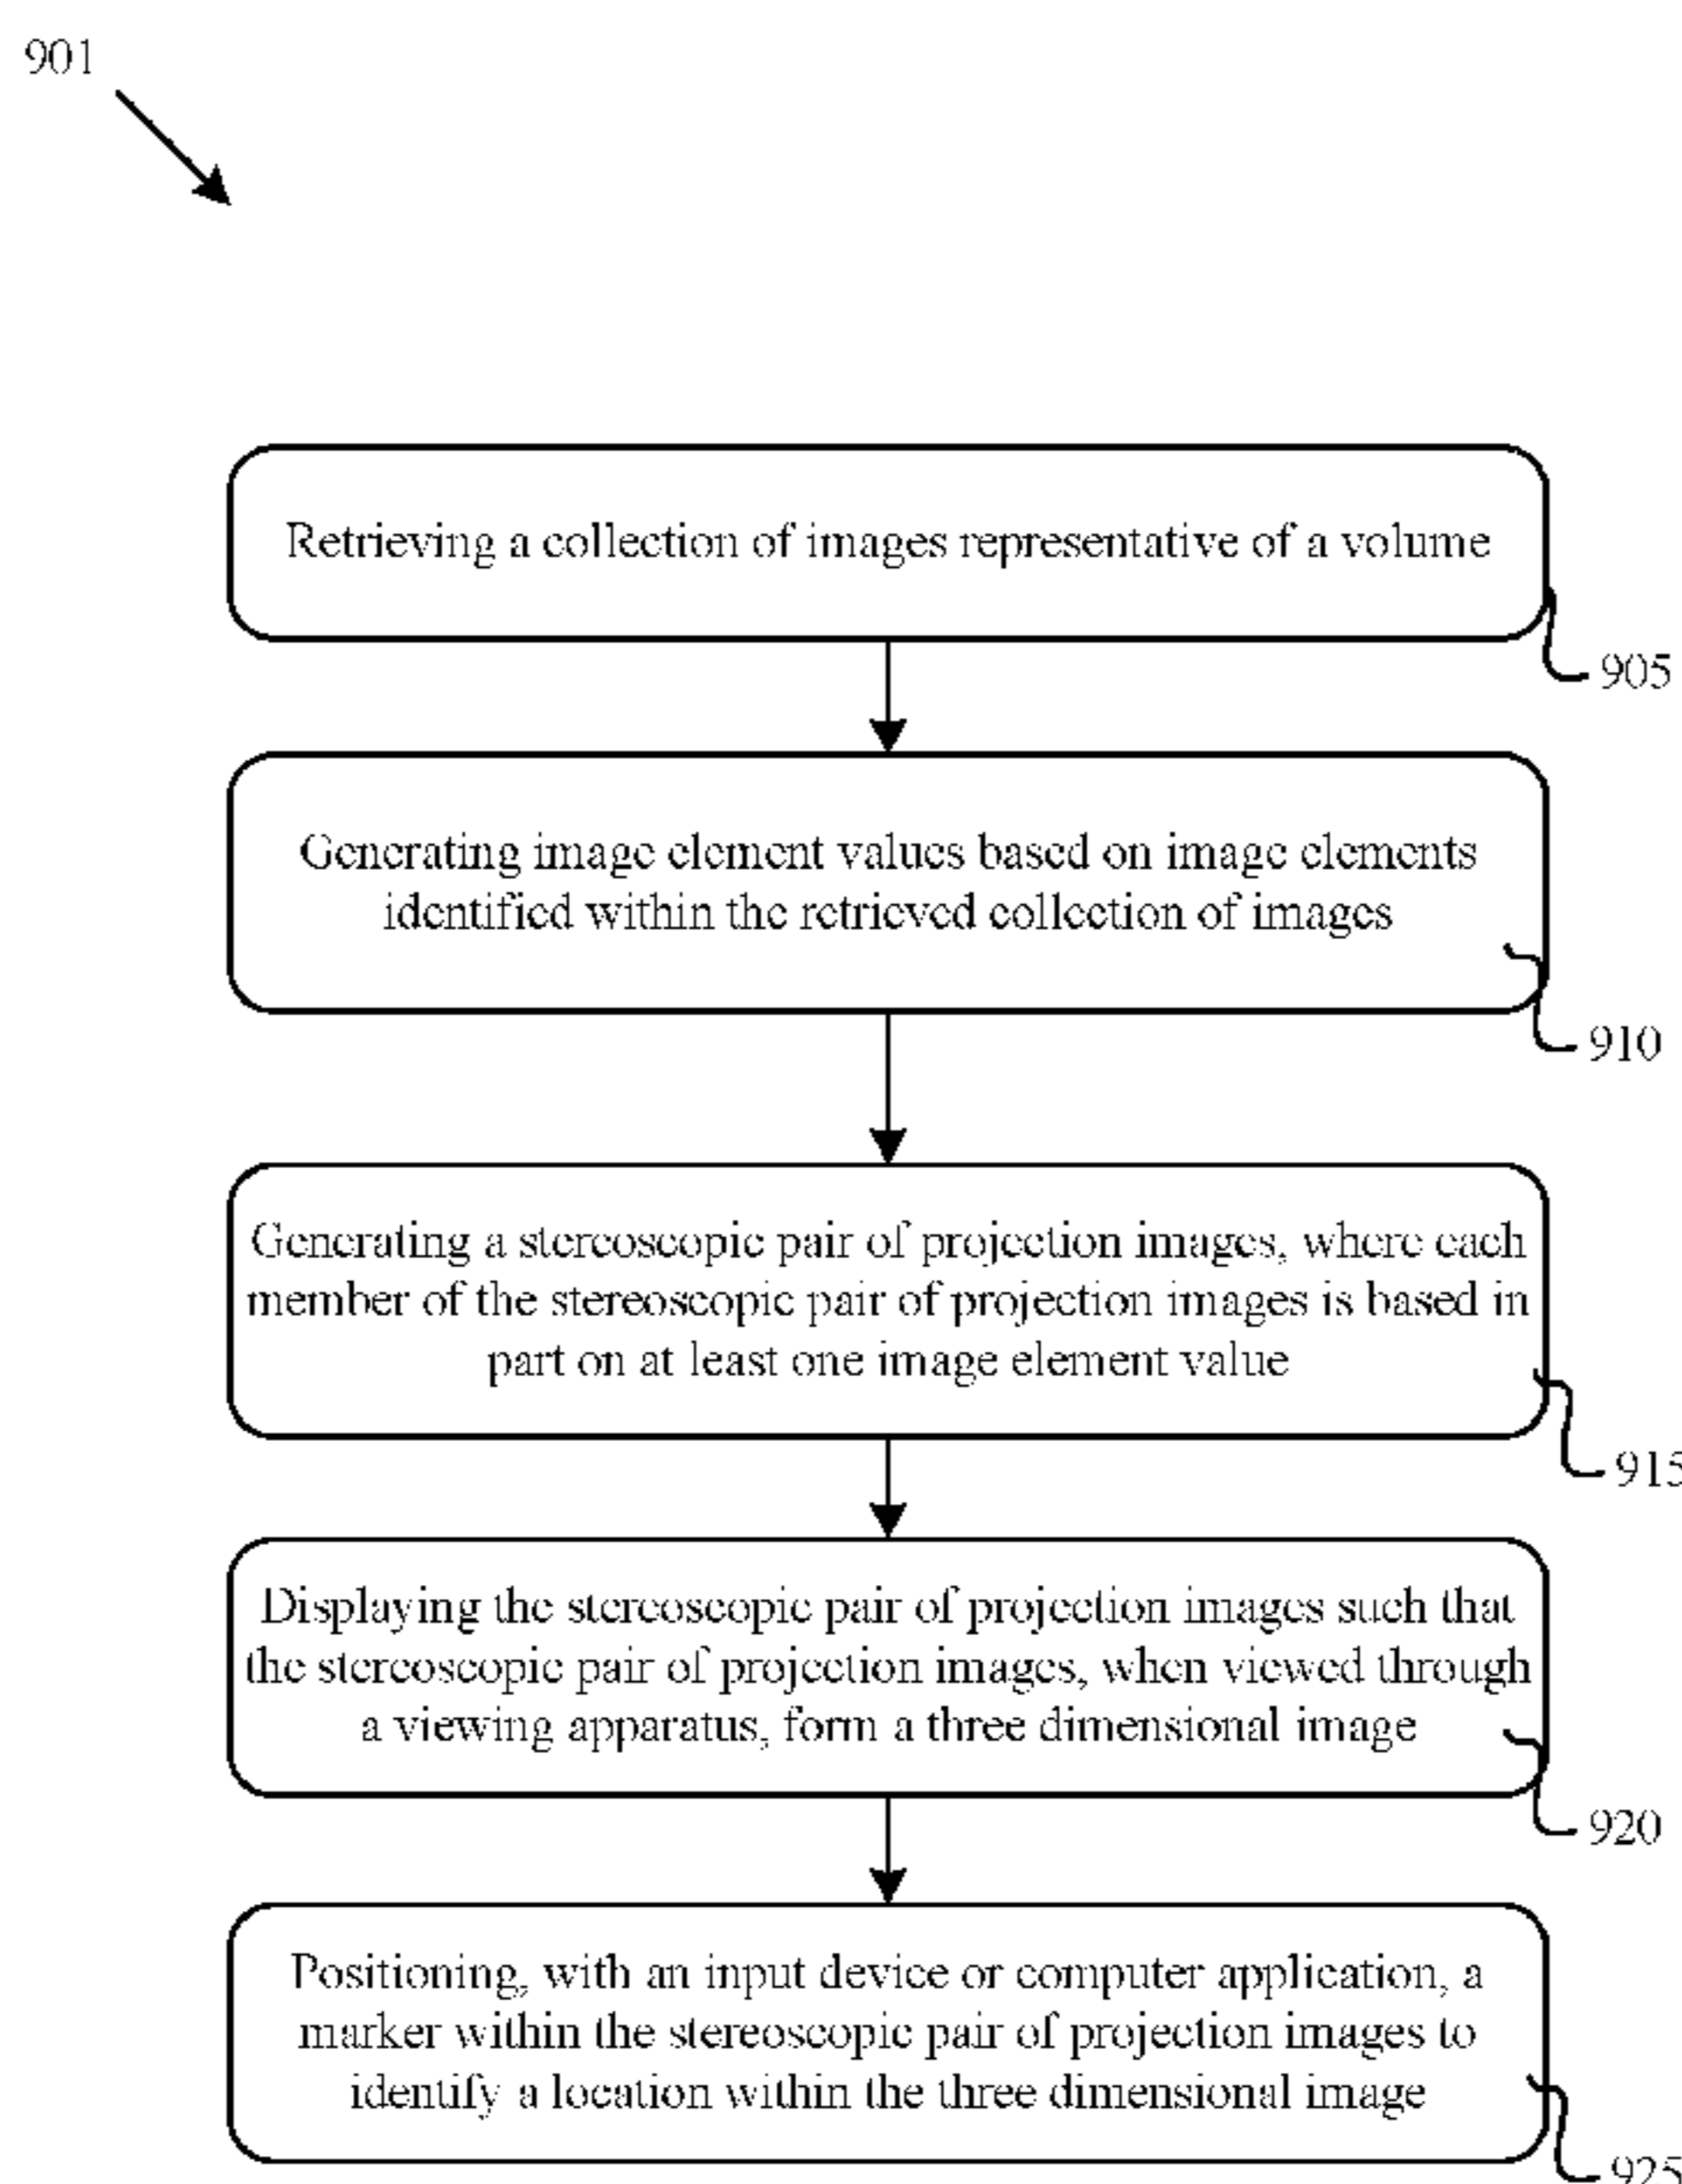 901
Retrieving a collection of images representative of a volume
905
Generating image element values based on image elements
identified within the retrieved collection of images
910
Generating a stereoscopic pair of projection images, where each
member of the stereoscopic pair of projection images is based in
part on at least one image element value
915
Displaying the stereoscopic pair of projection images such that
the stereoscopic pair of projection images, when viewed through
a viewing apparatus, form a three dimensional image
920
Positioning, with an input device or computer application, a
marker within the stereoscopic pair of projection images to
identify a location within the three dimensional image
925